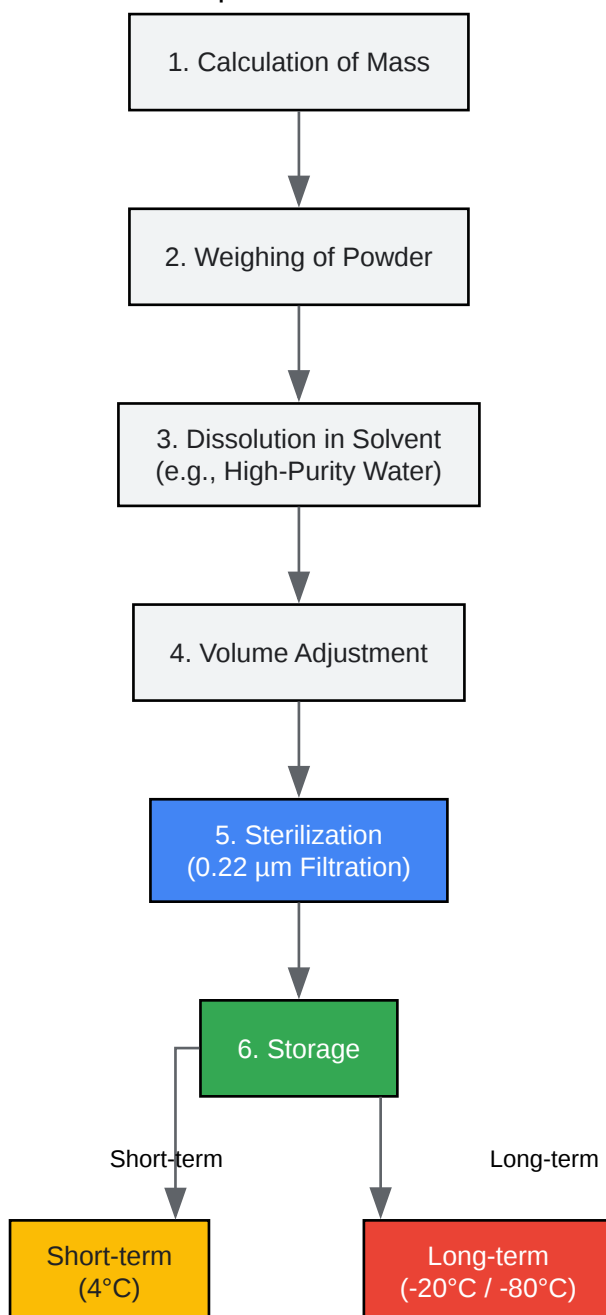 1. Calculation of Mass
2. Weighing of Powder
3. Dissolution in Solvent
(e.g., High-Purity Water)
4. Volume Adjustment
5. Sterilization
(0.22 µm Filtration)
6. Storage
Short-term
Long-term
Short-term
(4°C)
Long-term
(-20°C / -80°C)